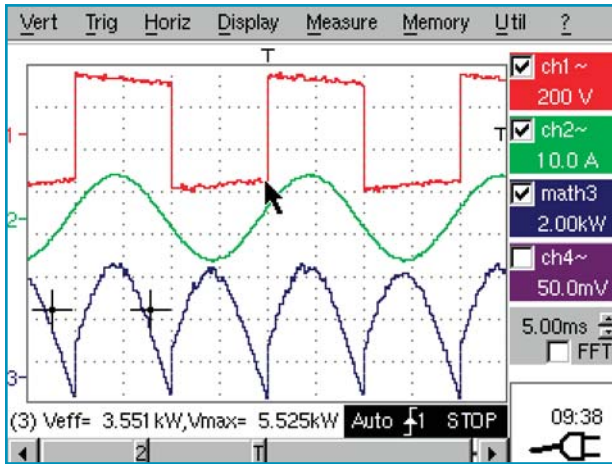 Vert Trig Horiz Display Measure Memory Util ?
T
ch1~
200 V
1-
T
ch2~
10.0 A
2-
math3
2.00kW
ch4~
50.0mV
5.00ms
FFT
3-
(3) Veff= 3.551 kW,Vmax= 5.525kW Auto 1 STOP
09:38
2 T